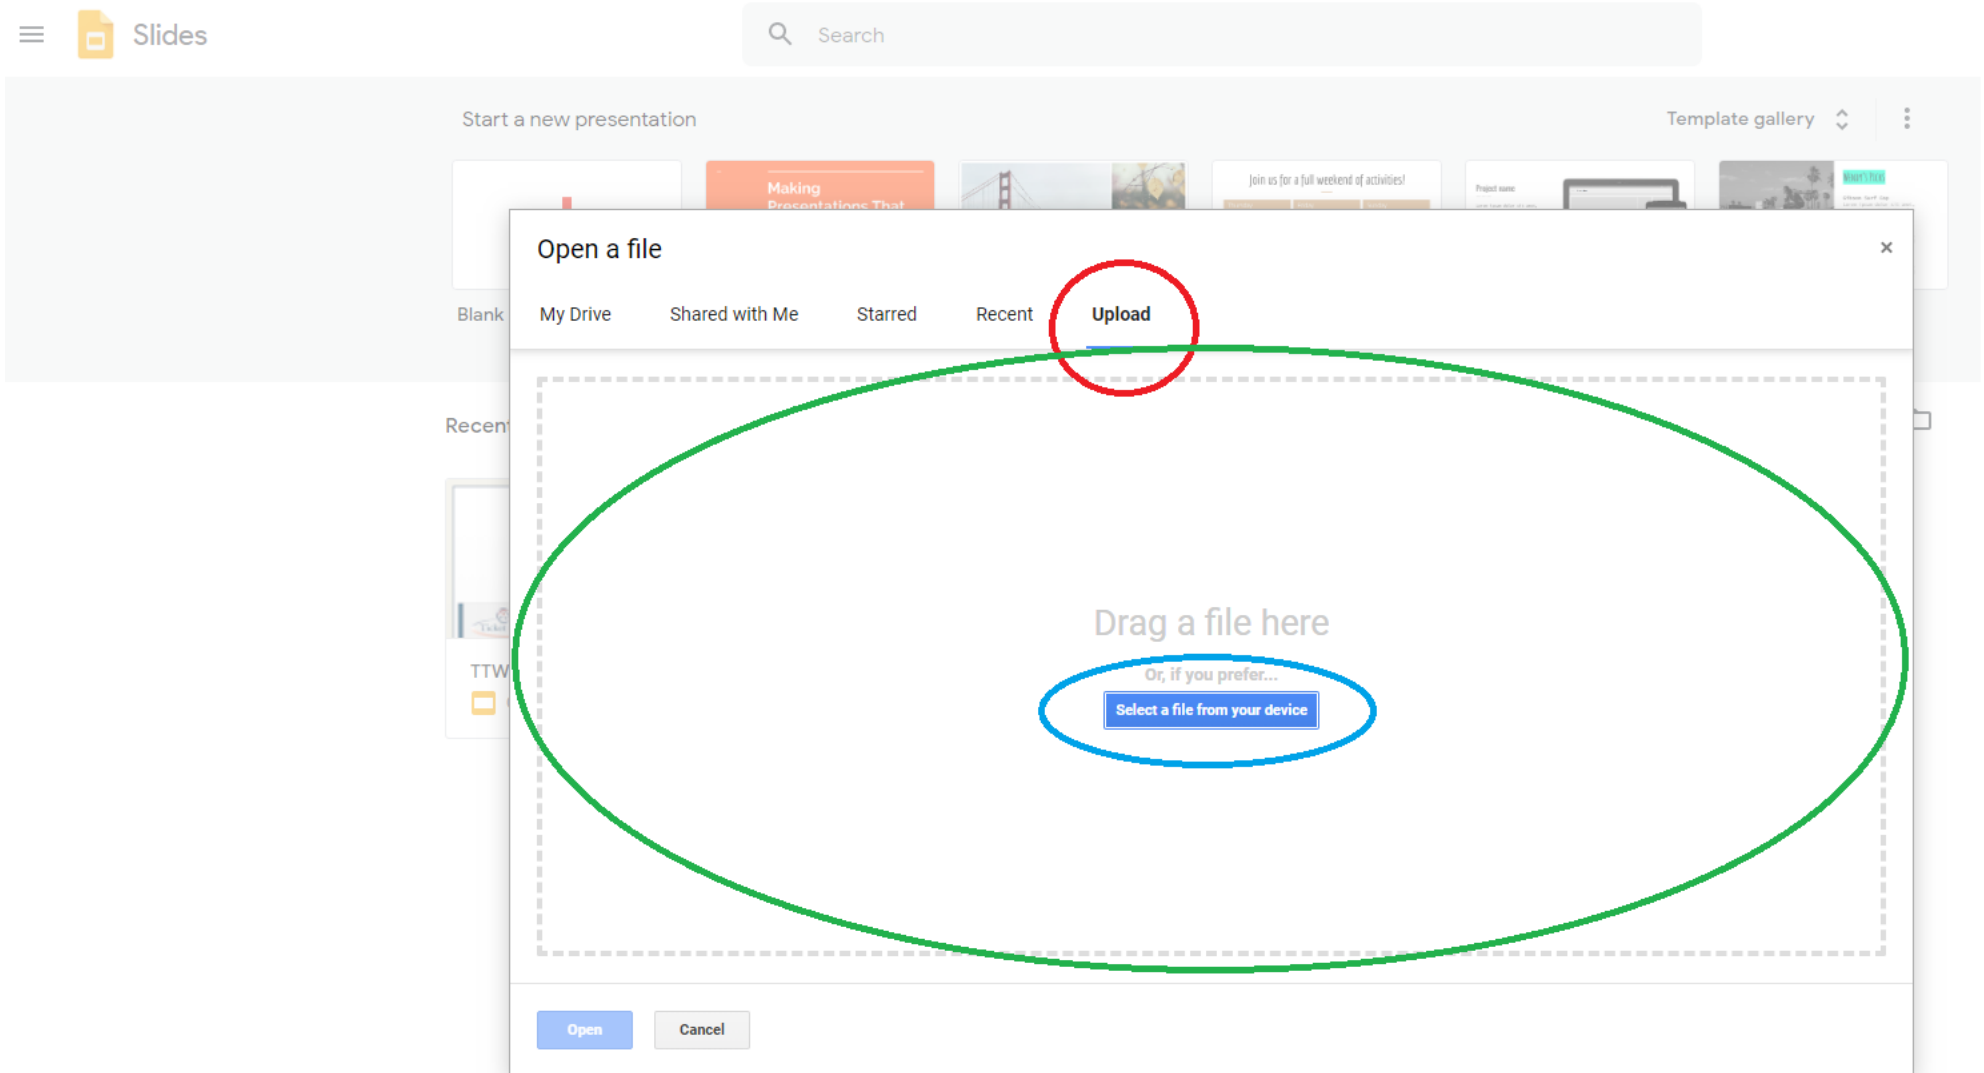 Slides
Search
Start a new presentation
Template gallery
Making
Presentations That
Join us for a full weekend of activities!
Project name
Blank
Open a file
×
My Drive
Shared with Me
Starred
Recent
Upload
Recent
Drag a file here
Or, if you prefer...
Select a file from your device
TTW
Open
Cancel